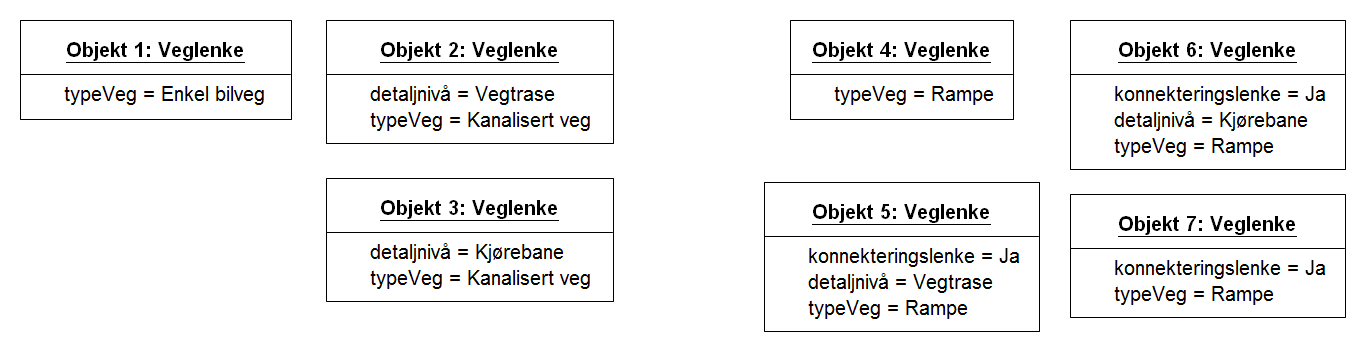 Objekt 1: Veglenke
typeVeg = Enkel bilveg
Objekt 2: Veglenke
detaljnivå = Vegtrase
typeVeg = Kanalisert veg
Objekt 3: Veglenke
detaljnivå = Kjørebane
typeVeg = Kanalisert veg
Objekt 4: Veglenke
typeVeg = Rampe
Objekt 5: Veglenke
konnekteringslenke = Ja
detaljnivå = Vegtrase
typeVeg = Rampe
Objekt 6: Veglenke
konnekteringslenke = Ja
detaljnivå = Kjørebane
typeVeg = Rampe
Objekt 7: Veglenke
konnekteringslenke = Ja
typeVeg = Rampe